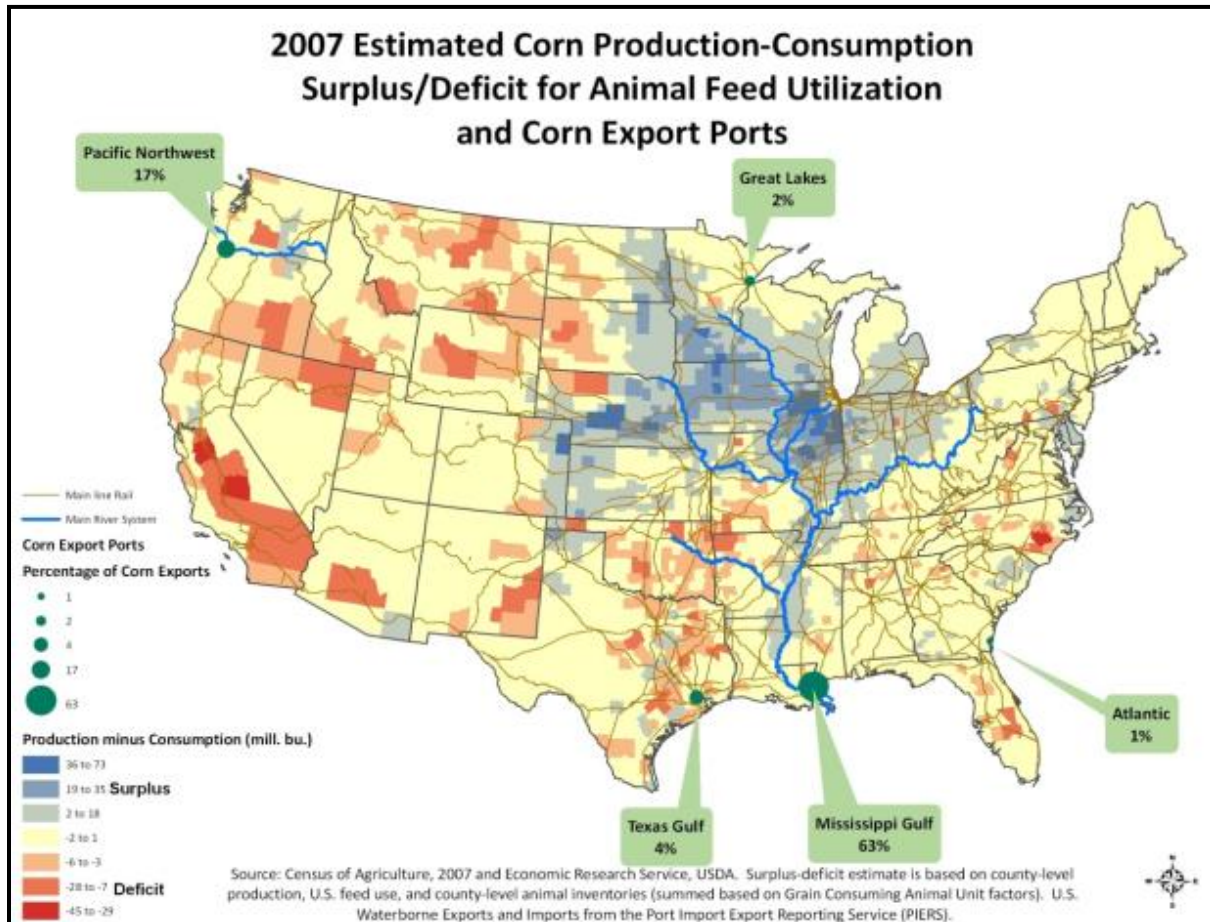 2007 Estimated Corn Production-Consumption
Surplus/Deficit for Animal Feed Utilization
and Corn Export Ports
Pacific Northwest
17%
Great Lakes
2%
Main line Rail
Main River System
Corn Export Ports
Percentage of Corn Exports
1
2
4
17
63
Atlantic
1%
Production minus Consumption (mill. bu.)
36 to 73
19 to 35 Surplus
2 to 18
-2 to 1
-6 to -3
-28 to -7 Deficit
-45 to -29
Texas Gulf
4%
Mississippi Gulf
63%
Source: Census of Agriculture, 2007 and Economic Research Service, USDA. Surplus-deficit estimate is based on county-level
production, U.S. feed use, and county-level animal inventories (summed based on Grain Consuming Animal Unit factors). U.S.
Waterborne Exports and Imports from the Port Import Export Reporting Service (PIERS).